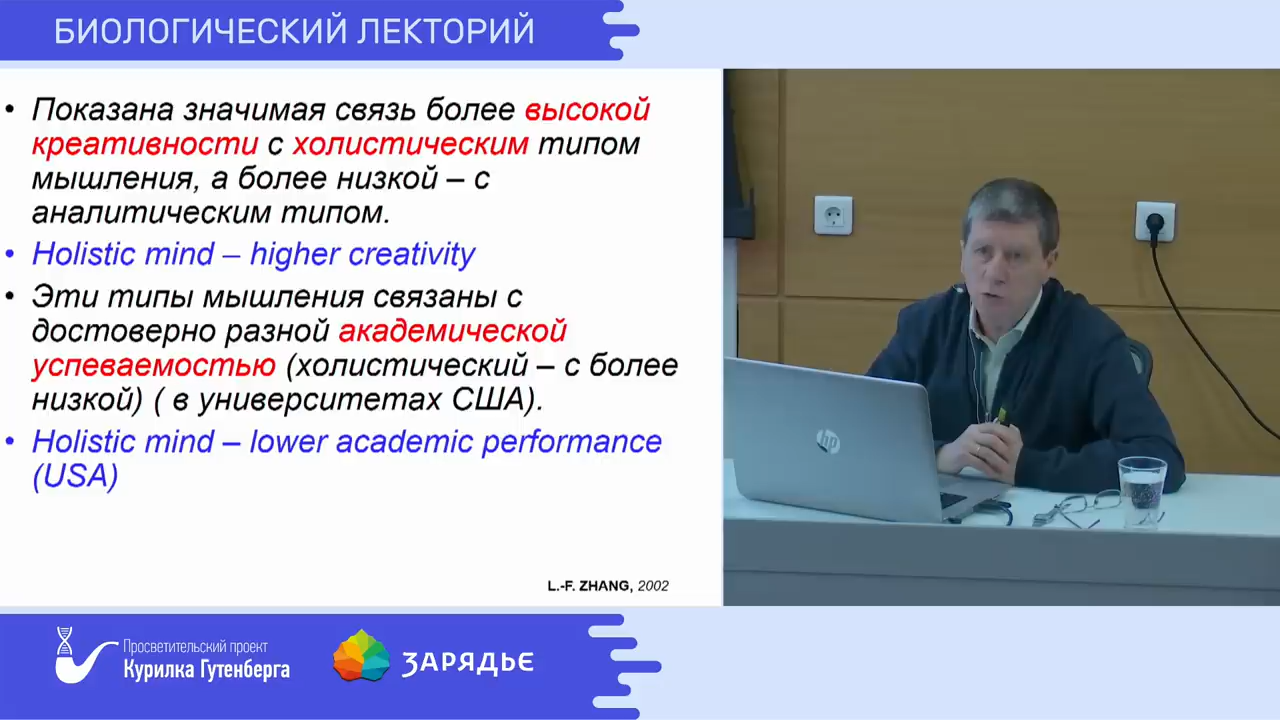 БИОЛОГИЧЕСКИЙ ЛЕКТОРИЙ
• Показана значимая связь более высокой
креативности с холистическим типом
мышления, а более низкой – с
аналитическим типом.
• Holistic mind – higher creativity
• Эти типы мышления связаны с
достоверно разной академической
успеваемостью (холистический – с более
низкой) ( в университетах США).
• Holistic mind – lower academic performance
(USA)
L.-F. ZHANG, 2002
hp
Просветительский проект
Курилка Гутенберга
ЗАРЯДЬЕ